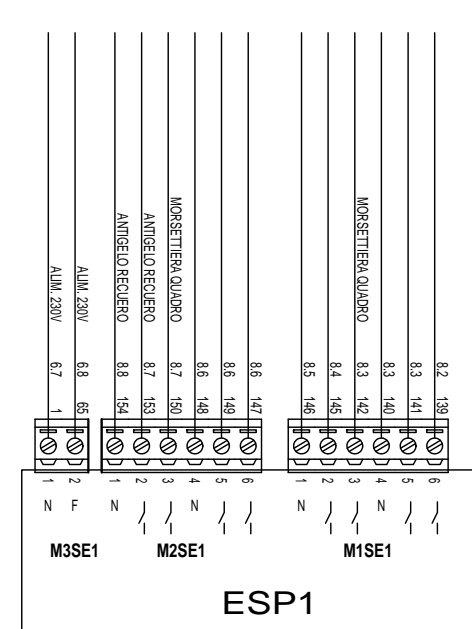 ALIM. 230V
ALIM. 230V
ANTIGELO RECUERO
ANTIGELO RECUERO
MORSETTIERA QUADRO
MORSETTIERA QUADRO
6.7 6.8 8.8 8.7 8.7 8.6 8.6 8.6 8.5 8.4 8.3 8.3 8.3 8.2
1 65 154 153 150 148 149 147 146 145 142 140 141 139
1 2 1 2 3 4 5 6 1 2 3 4 5 6
N F N N N N
M3SE1 M2SE1 M1SE1
ESP1